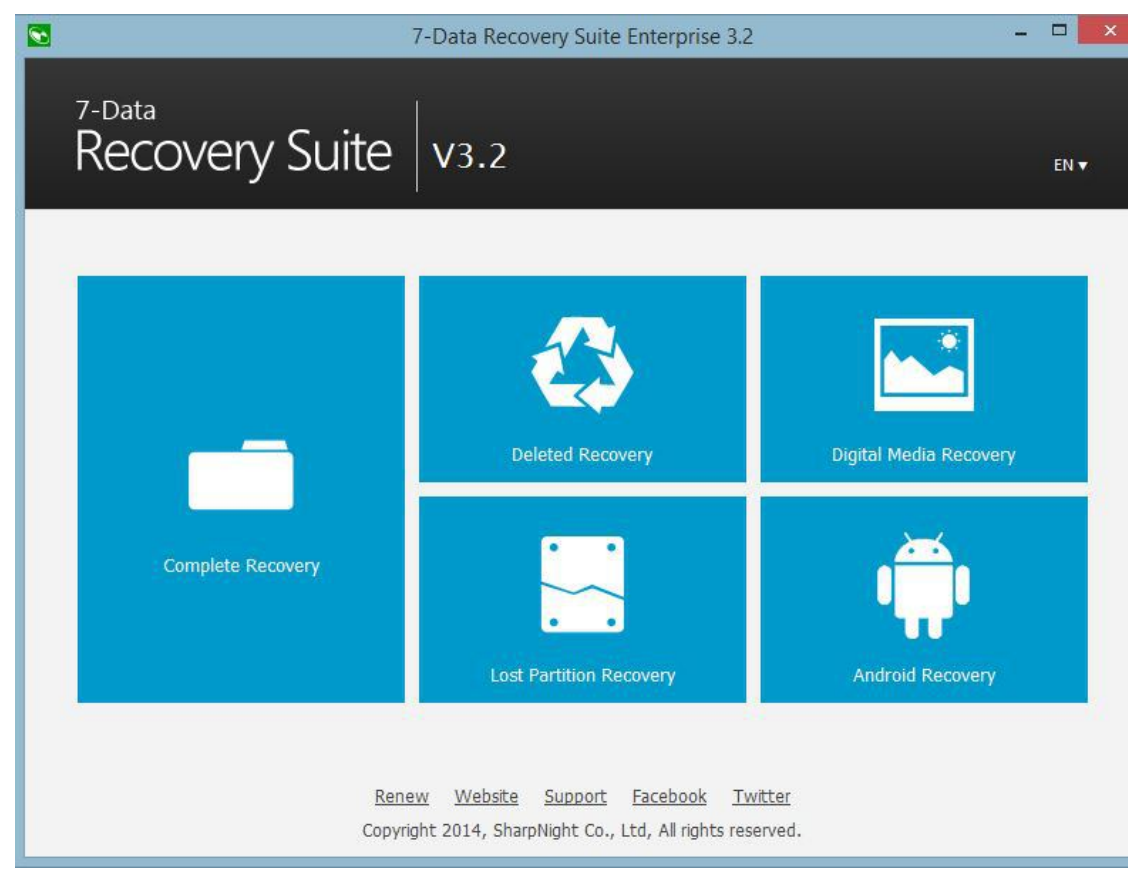 7-Data Recovery Suite Enterprise 3.2
7-Data
Recovery Suite
V3.2
EN
Complete Recovery
Deleted Recovery
Digital Media Recovery
Lost Partition Recovery
Android Recovery
Renew Website Support Facebook Twitter
Copyright 2014, SharpNight Co., Ltd, All rights reserved.